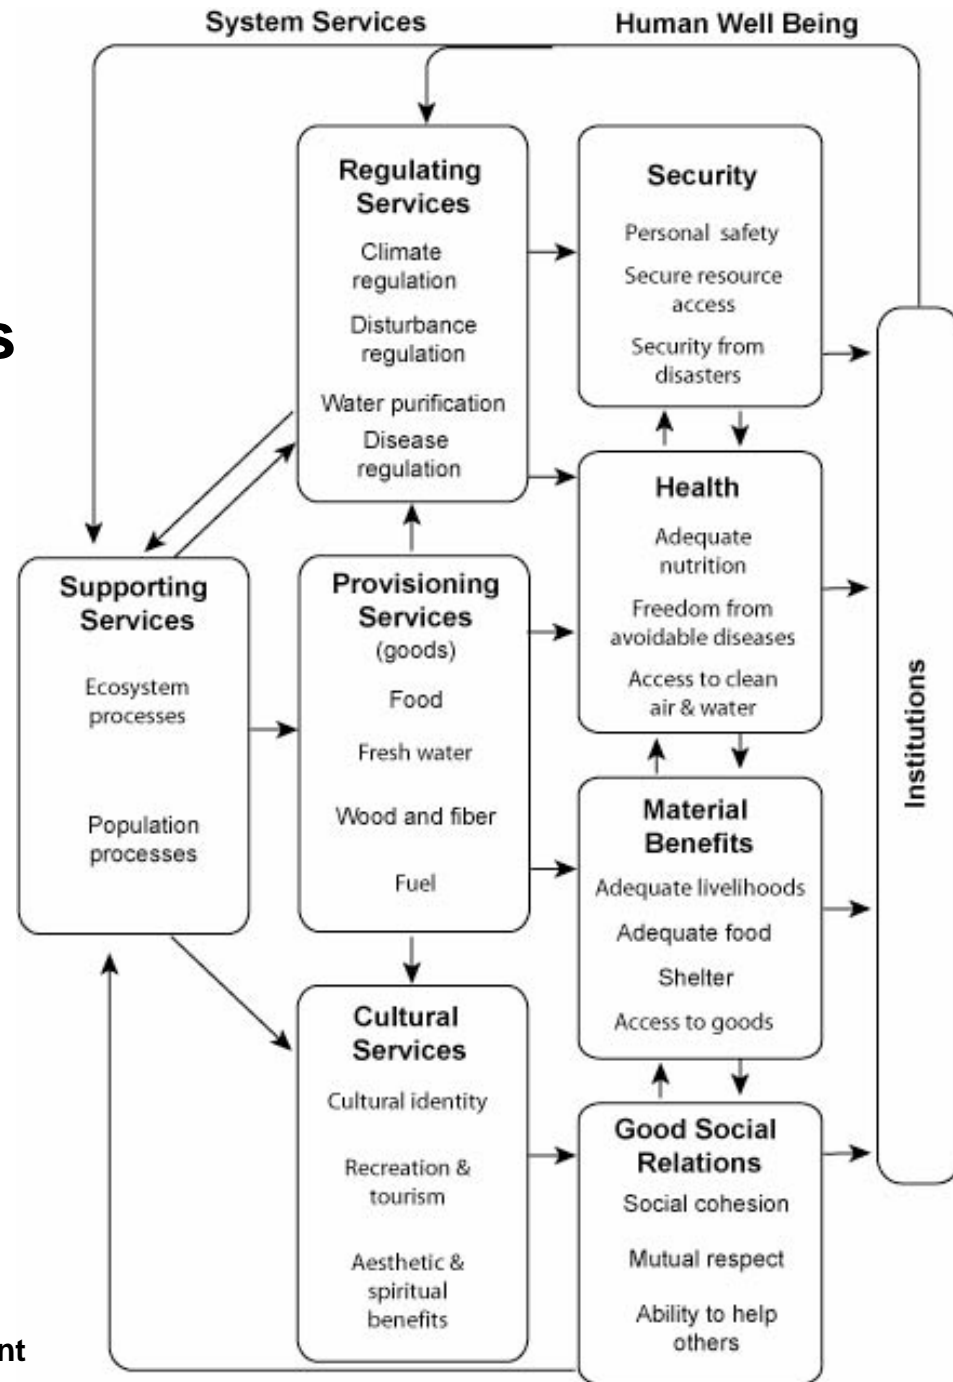 System Services
Human Well Being
Regulating
Services
Climate
regulation
Disturbance
regulation
Water purification
Disease
regulation
Security
Personal safety
Secure resource
access
Security from
disasters
s
Supporting
Services
Ecosystem
processes
Population
processes
Provisioning
Services
(goods)
Food
Fresh water
Wood and fiber
Fuel
Health
Adequate
nutrition
Freedom from
avoidable diseases
Access to clean
air & water
Material
Benefits
Adequate livelihoods
Adequate food
Shelter
Access to goods
Cultural
Services
Cultural identity
Recreation &
tourism
Aesthetic &
spiritual
benefits
Good Social
Relations
Social cohesion
Mutual respect
Ability to help
others
Institutions
nt